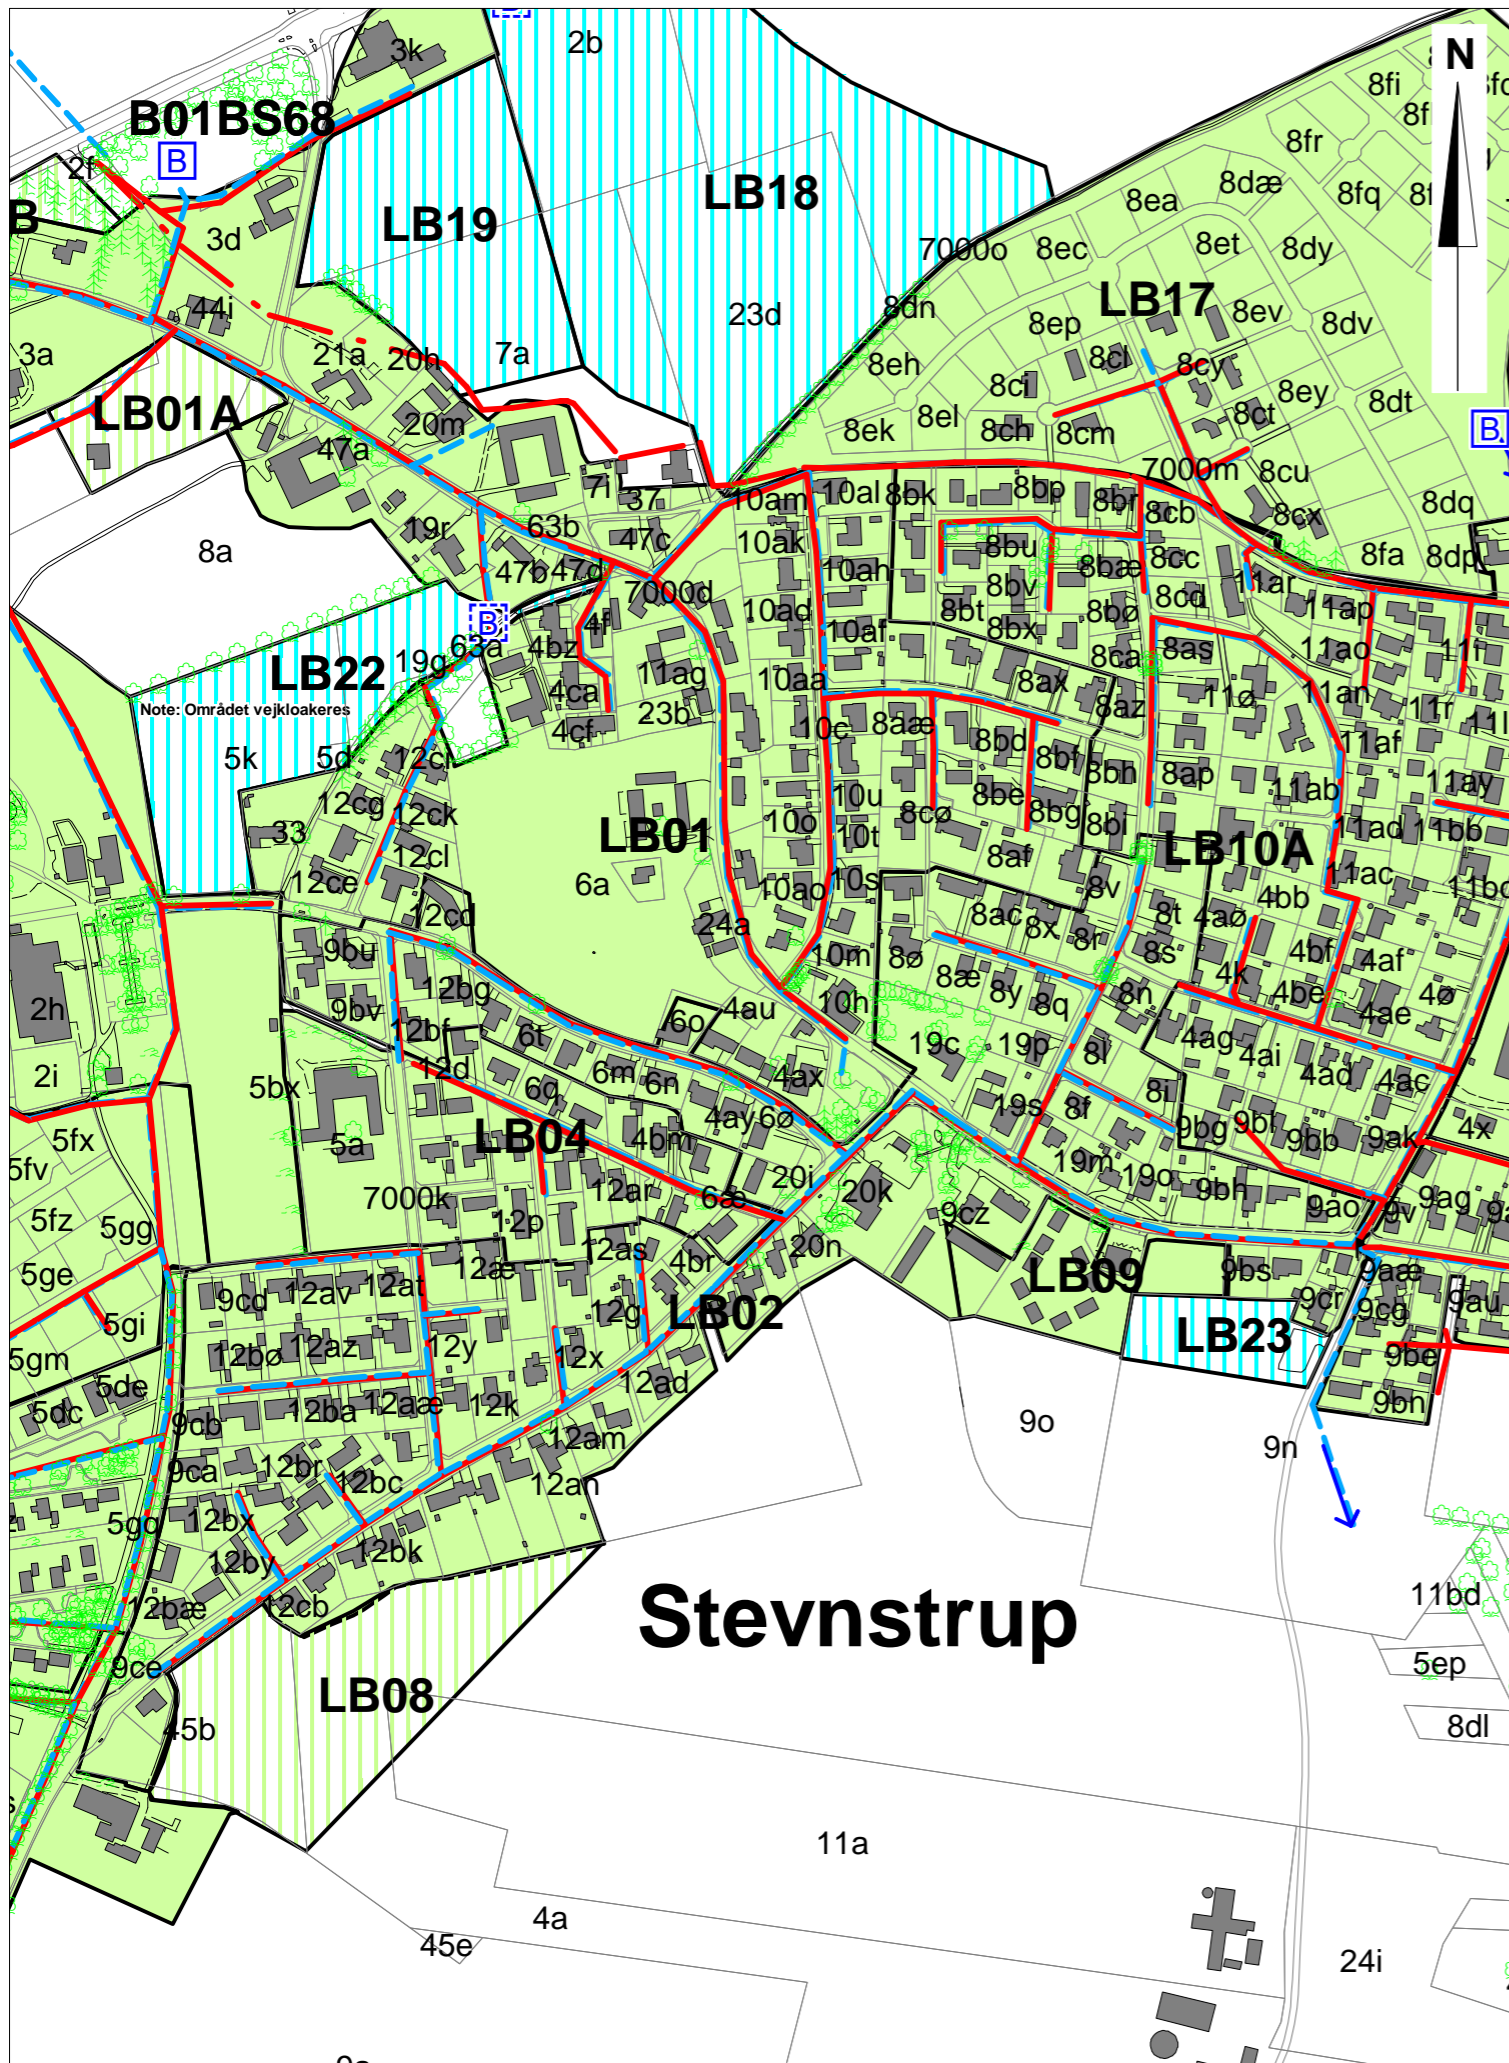 2b
3k
N
8fi
8fr
B01BS68
B
2f
LB19
LB18
8dæ
8ea
8fq
B
3d
7000o
8ec
8et
8dy
44i
23d
8dn
LB17
8ep
8ev
8dv
3a
21a
20h
7a
8eh
8cl
8cy
8ci
8ey
8dt
LB01A
20m
8el
8ek
8ch
8cm
8ct
B
47a
7i
37
7000m
8cu
10am
10al
8bk
8bp
8br
8cb
8cx
8dq
19r
63b
47c
10ak
8bu
8a
47b
47d
10ah
8bæ
8cc
8fa
8dp
7000d
8bv
11ar
B
4f
10ad
8bt
8bø
8cd
11ap
63a
4bz
10af
8bx
LB22
19g
8ca
8as
11ao
11i
11ag
10aa
8ax
4ca
Note: Området vejkloakeres
23b
8az
11ø
11an
11r
4cf
10c
8aæ
11l
5k
5d
12ci
8bd
8bf
11af
8bh
8ap
11ab
11ay
12cg
12ck
10u
8be
33
LB01
10o
10t
8cø
8bg
8bi
11ad
11bb
12cl
8af
LB10A
12ce
6a
10ao
10s
8v
11ac
4bb
11bc
12cd
24a
8ac
8x
8t
4aø
9bu
10m
8ø
8r
8s
4bf
4af
12bg
8æ
8y
4k
4be
4ø
2h
9bv
10h
8q
8n
12bf
6t
6o
4au
4ae
19c
19p
8l
4ag
4ai
12d
2i
5bx
6m
6n
4ax
4ad
4ac
6q
19s
8f
8i
5fx
5a
LB04
4bm
4ay
6ø
9bg
9bl
9bb
9ak
4x
5fv
19m
19o
7000k
12ar
6æ
20i
20k
9bh
9ag
5fz
5gg
12p
9cz
9ao
9v
5ge
12æ
12as
4br
20n
LB09
9bs
9aæ
9cd
12av
12at
5gi
12g
LB02
9cr
9cg
9au
12bø
12az
12y
12x
LB23
9be
5gm
5de
12ad
5dc
12ba
12aæ
12k
9bn
9cb
9o
12am
9n
9ca
12br
12bc
12an
5gq
12bx
12by
12bk
Stevnstrup
11bd
12bæ
12cb
9ce
5ep
LB08
45b
8dl
11a
4a
45e
24i